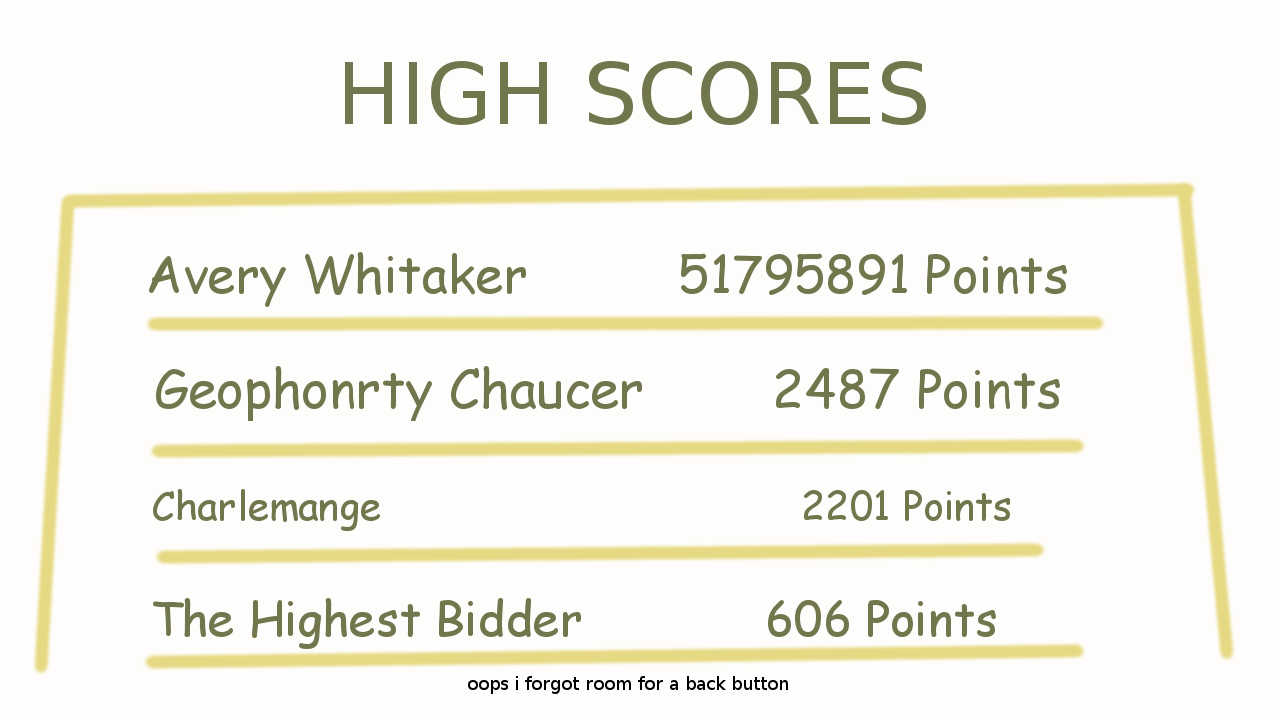 HIGH SCORES
Avery Whitaker 51795891 Points
Geophonrty Chaucer 2487 Points
Charlemange 2201 Points
The Highest Bidder 606 Points
oops i forgot room for a back button